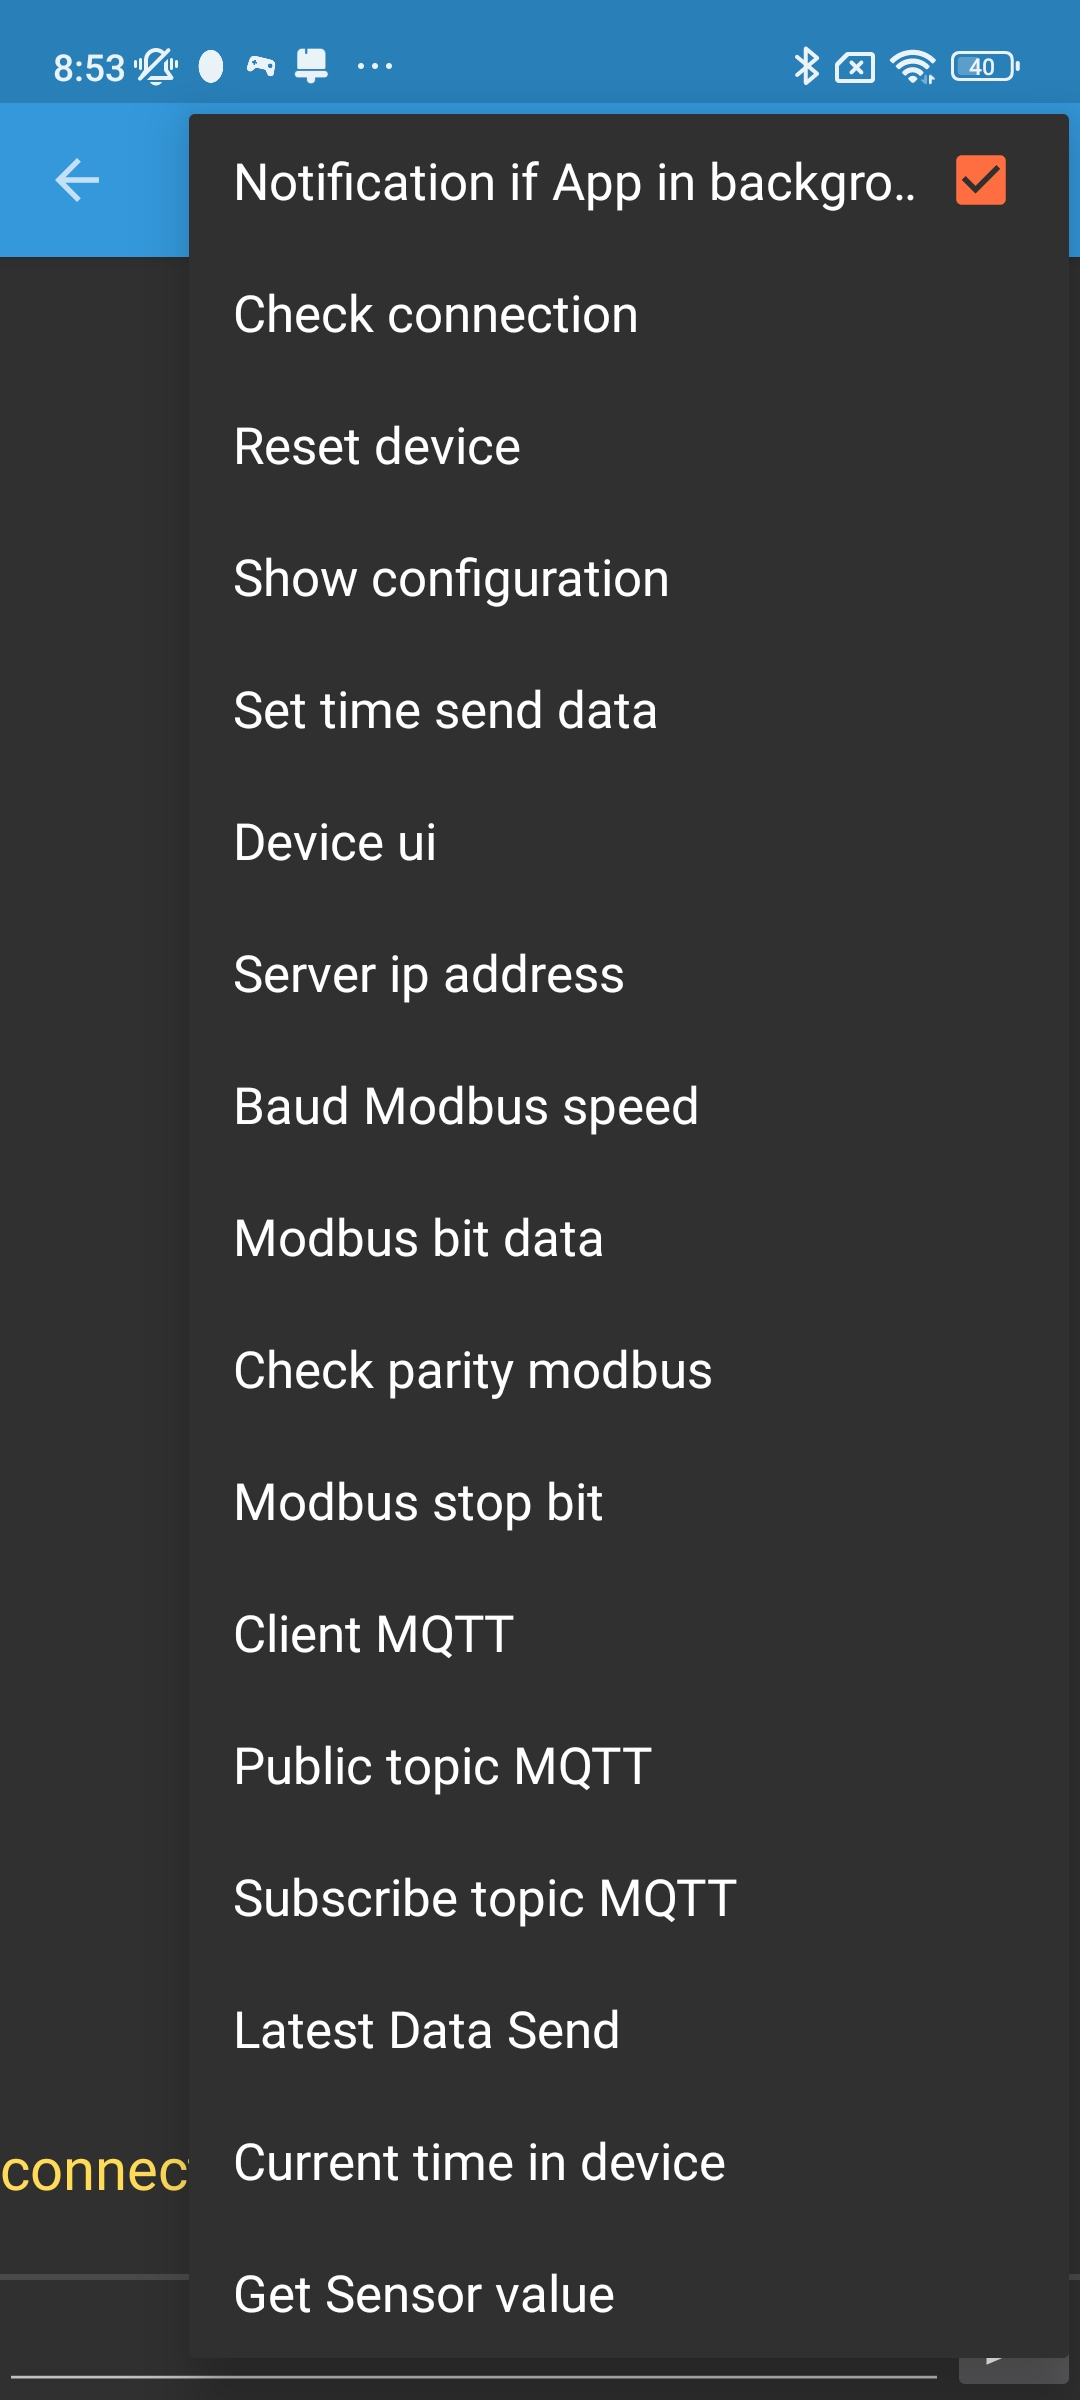 8:53
40
Notification if App in backgro..
Check connection
Reset device
Show configuration
Set time send data
Device ui
Server ip address
Baud Modbus speed
Modbus bit data
Check parity modbus
Modbus stop bit
Client MQTT
Public topic MQTT
Subscribe topic MQTT
Latest Data Send
connec
Current time in device
Get Sensor value